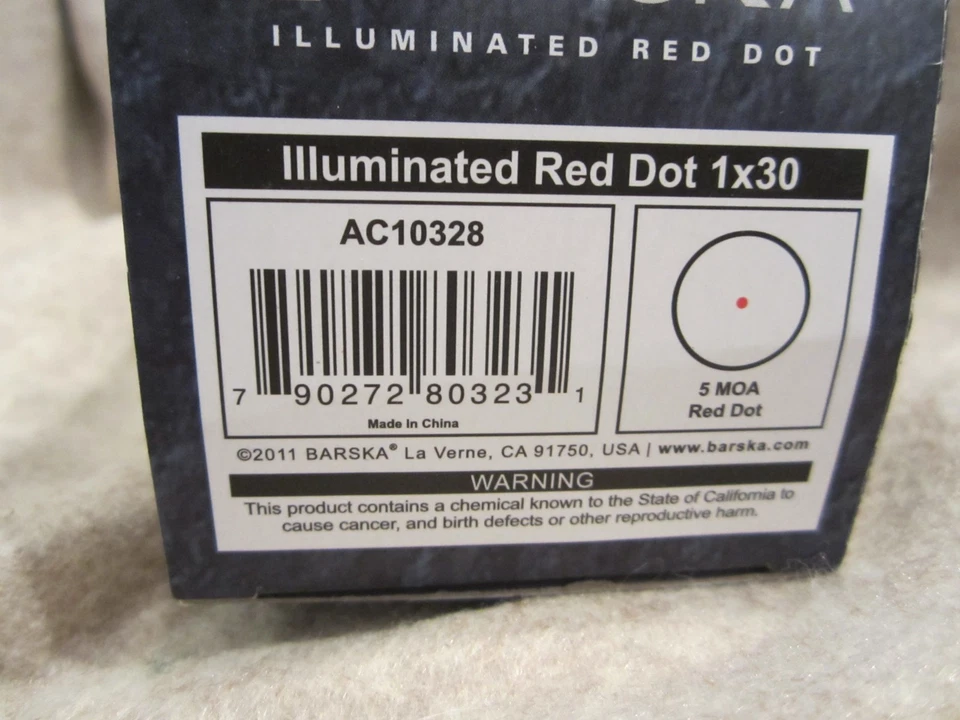 ILLUMINATED RED DOT
Illuminated Red Dot 1x30
AC10328
7 90272 80323 1
Made In China
5 MOA
Red Dot
©2011 BARSKA® La Verne, CA 91750, USA | www.barska.com
WARNING
This product contains a chemical known to the State of California to
cause cancer, and birth defects or other reproductive harm.